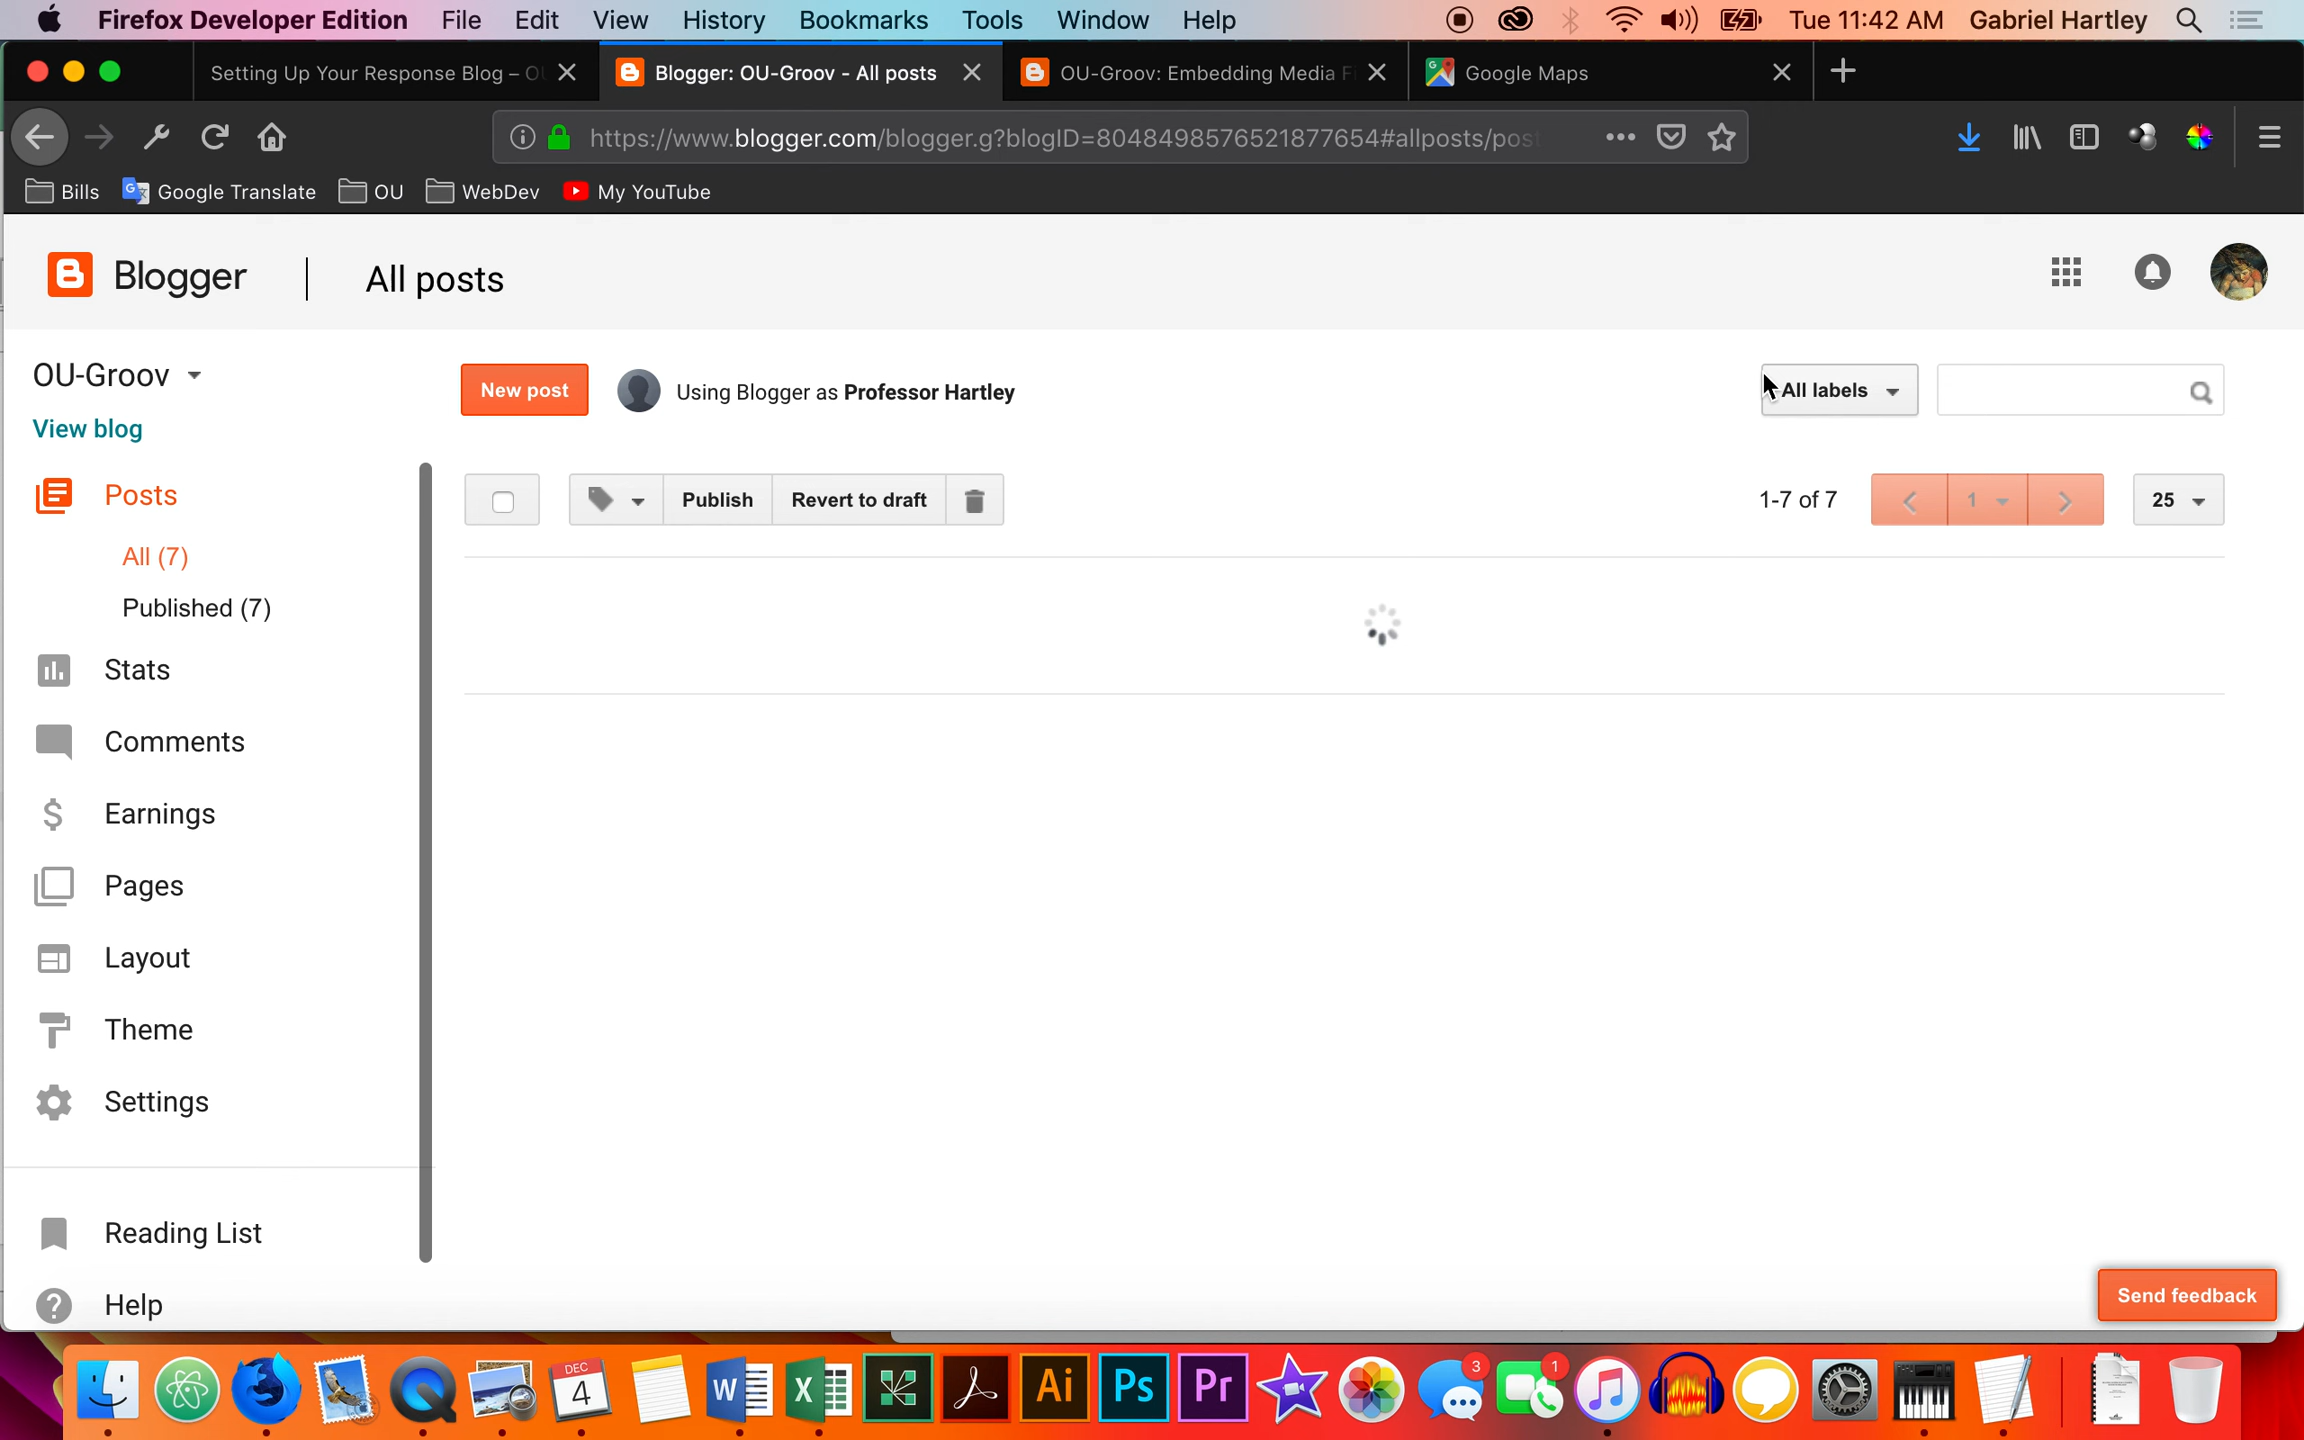 Firefox Developer Edition File Edit View History Bookmarks Tools Window Help Tue 11:42 AM Gabriel Hartley
Setting Up Your Response Blog – OU Blogger: OU-Groov - All posts OU-Groov: Embedding Media F Google Maps
https://www.blogger.com/blogger.g?blogID=8048498576521877654#allposts/post
Bills Google Translate OU WebDev My YouTube
Blogger | All posts
OU-Groov
New post Using Blogger as Professor Hartley All labels
View blog
Posts
Publish Revert to draft 1-7 of 7 1 25
All (7)
Published (7)
Stats
Comments
Earnings
Pages
Layout
Theme
Settings
Reading List
Help
Send feedback
DEC
4
W X Ai Ps Pr 3 1